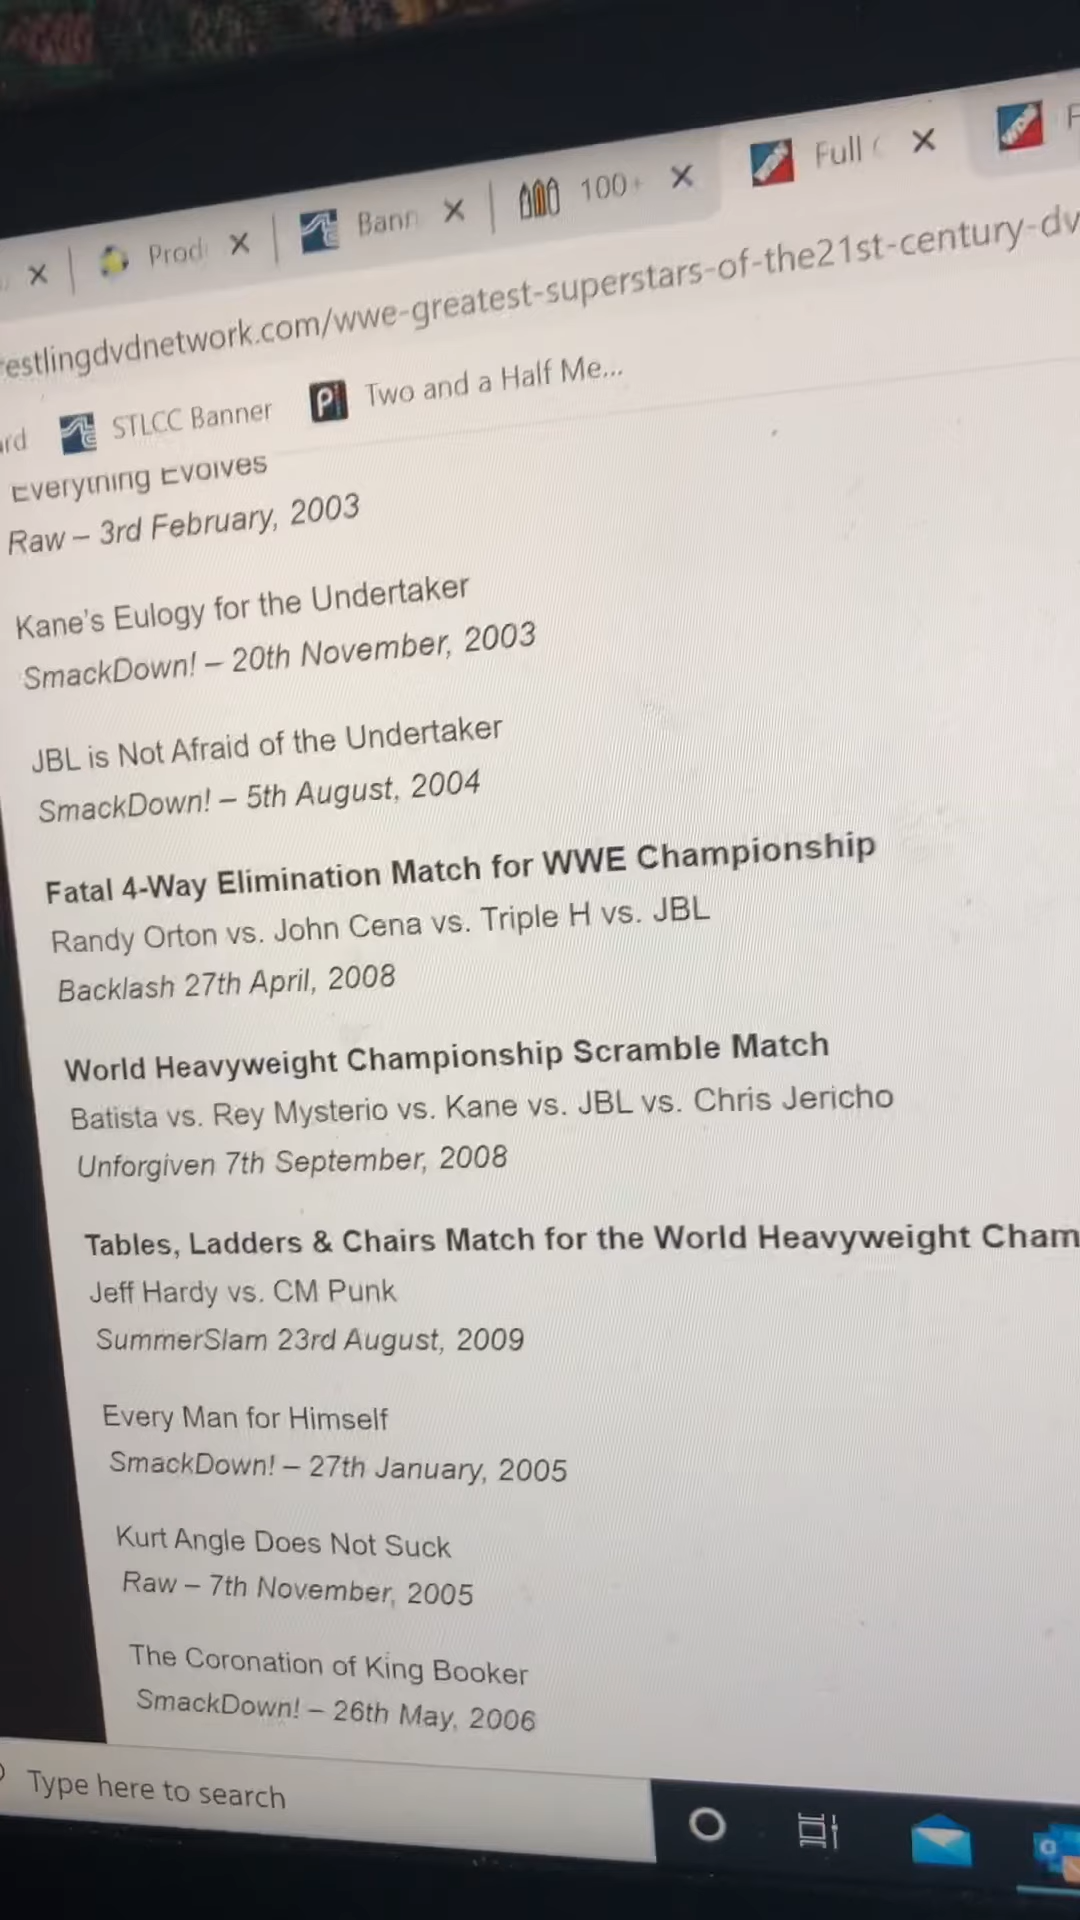 Prod
Bann
100+
Full
restlingdvdnetwork.com/wwe-greatest-superstars-of-the21st-century-dv
ard
STLCC Banner
Two and a Half Me...
Everything Evolves
Raw – 3rd February, 2003
Kane's Eulogy for the Undertaker
SmackDown! – 20th November, 2003
JBL is Not Afraid of the Undertaker
SmackDown! – 5th August, 2004
Fatal 4-Way Elimination Match for WWE Championship
Randy Orton vs. John Cena vs. Triple H vs. JBL
Backlash 27th April, 2008
World Heavyweight Championship Scramble Match
Batista vs. Rey Mysterio vs. Kane vs. JBL vs. Chris Jericho
Unforgiven 7th September, 2008
Tables, Ladders & Chairs Match for the World Heavyweight Cham
Jeff Hardy vs. CM Punk
SummerSlam 23rd August, 2009
Every Man for Himself
SmackDown! – 27th January, 2005
Kurt Angle Does Not Suck
Raw – 7th November, 2005
The Coronation of King Booker
SmackDown! – 26th May, 2006
Type here to search